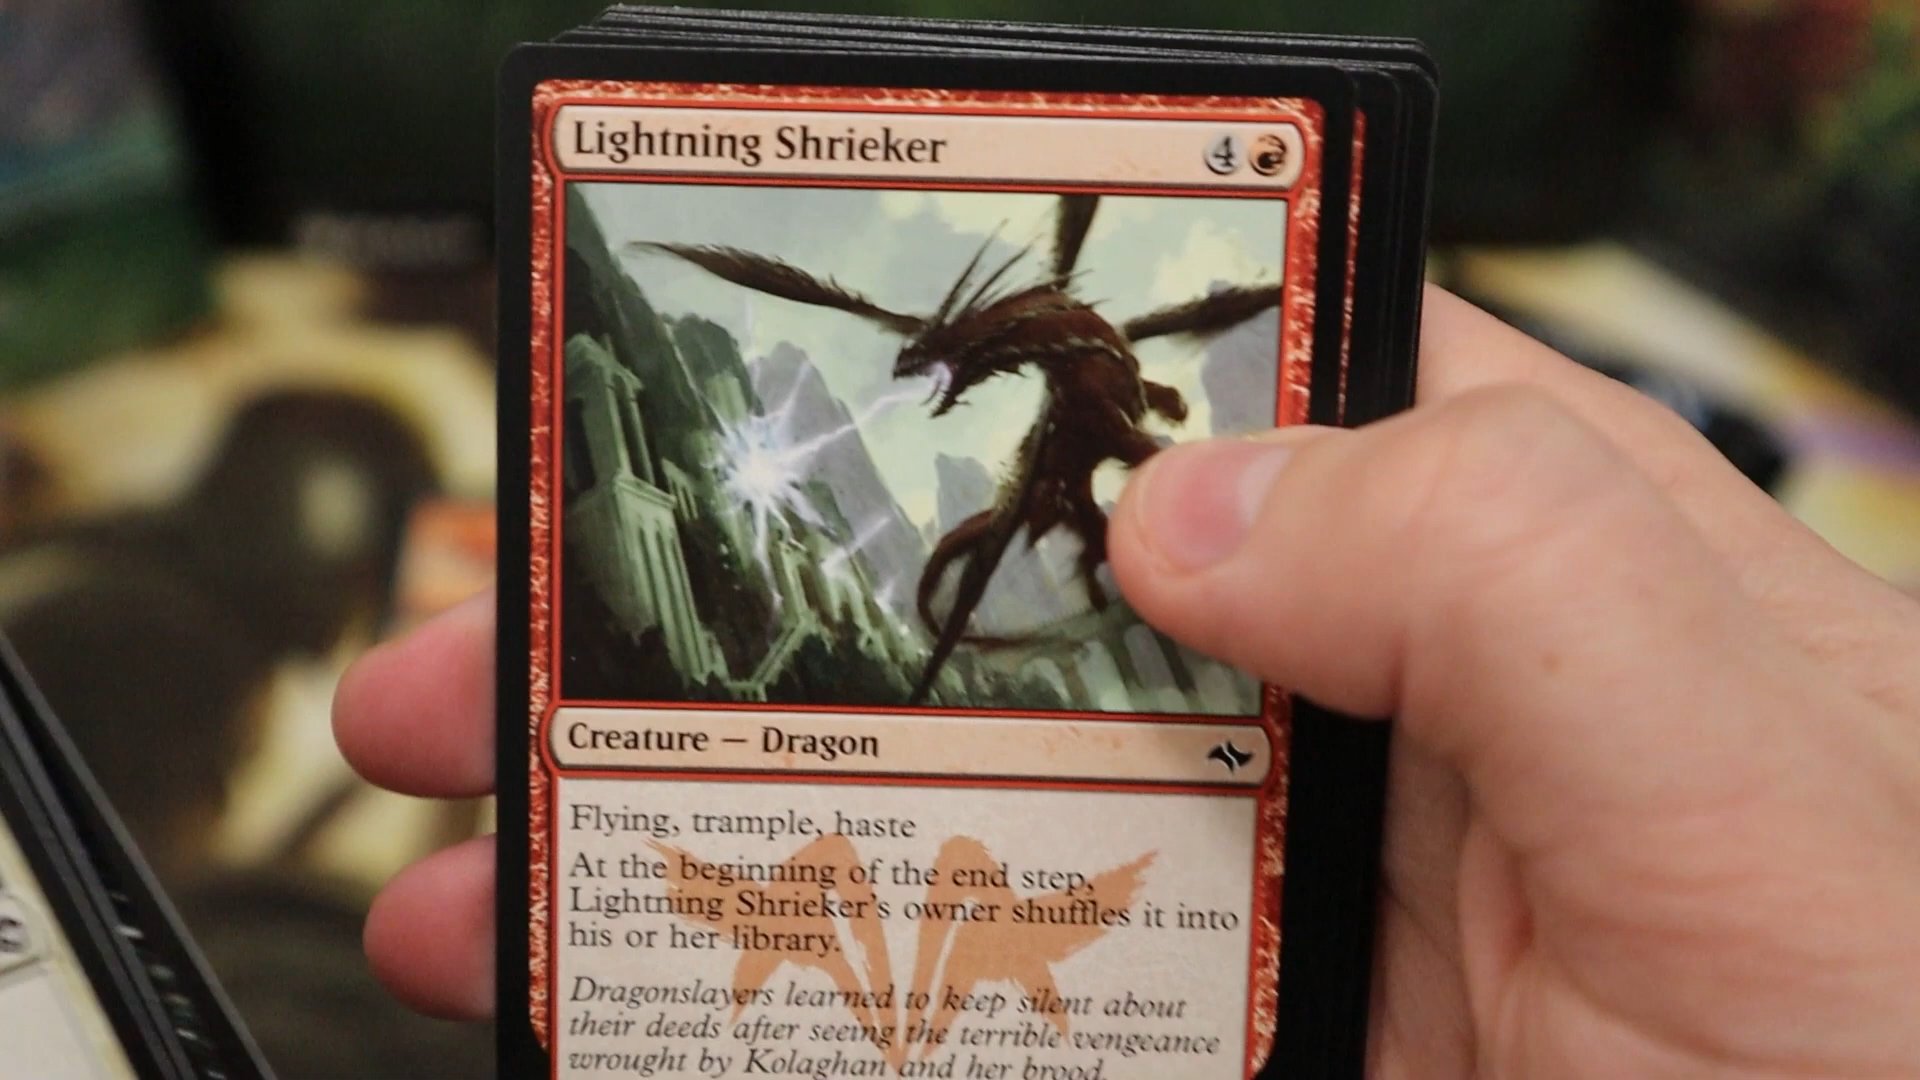 Lightning Shrieker 4
Creature — Dragon
Flying, trample, haste
At the beginning of the end step,
Lightning Shrieker's owner shuffles it into
his or her library.
Dragonslayers learned to keep silent about
their deeds after seeing the terrible vengeance
wrought by Kolaghan and her brood.